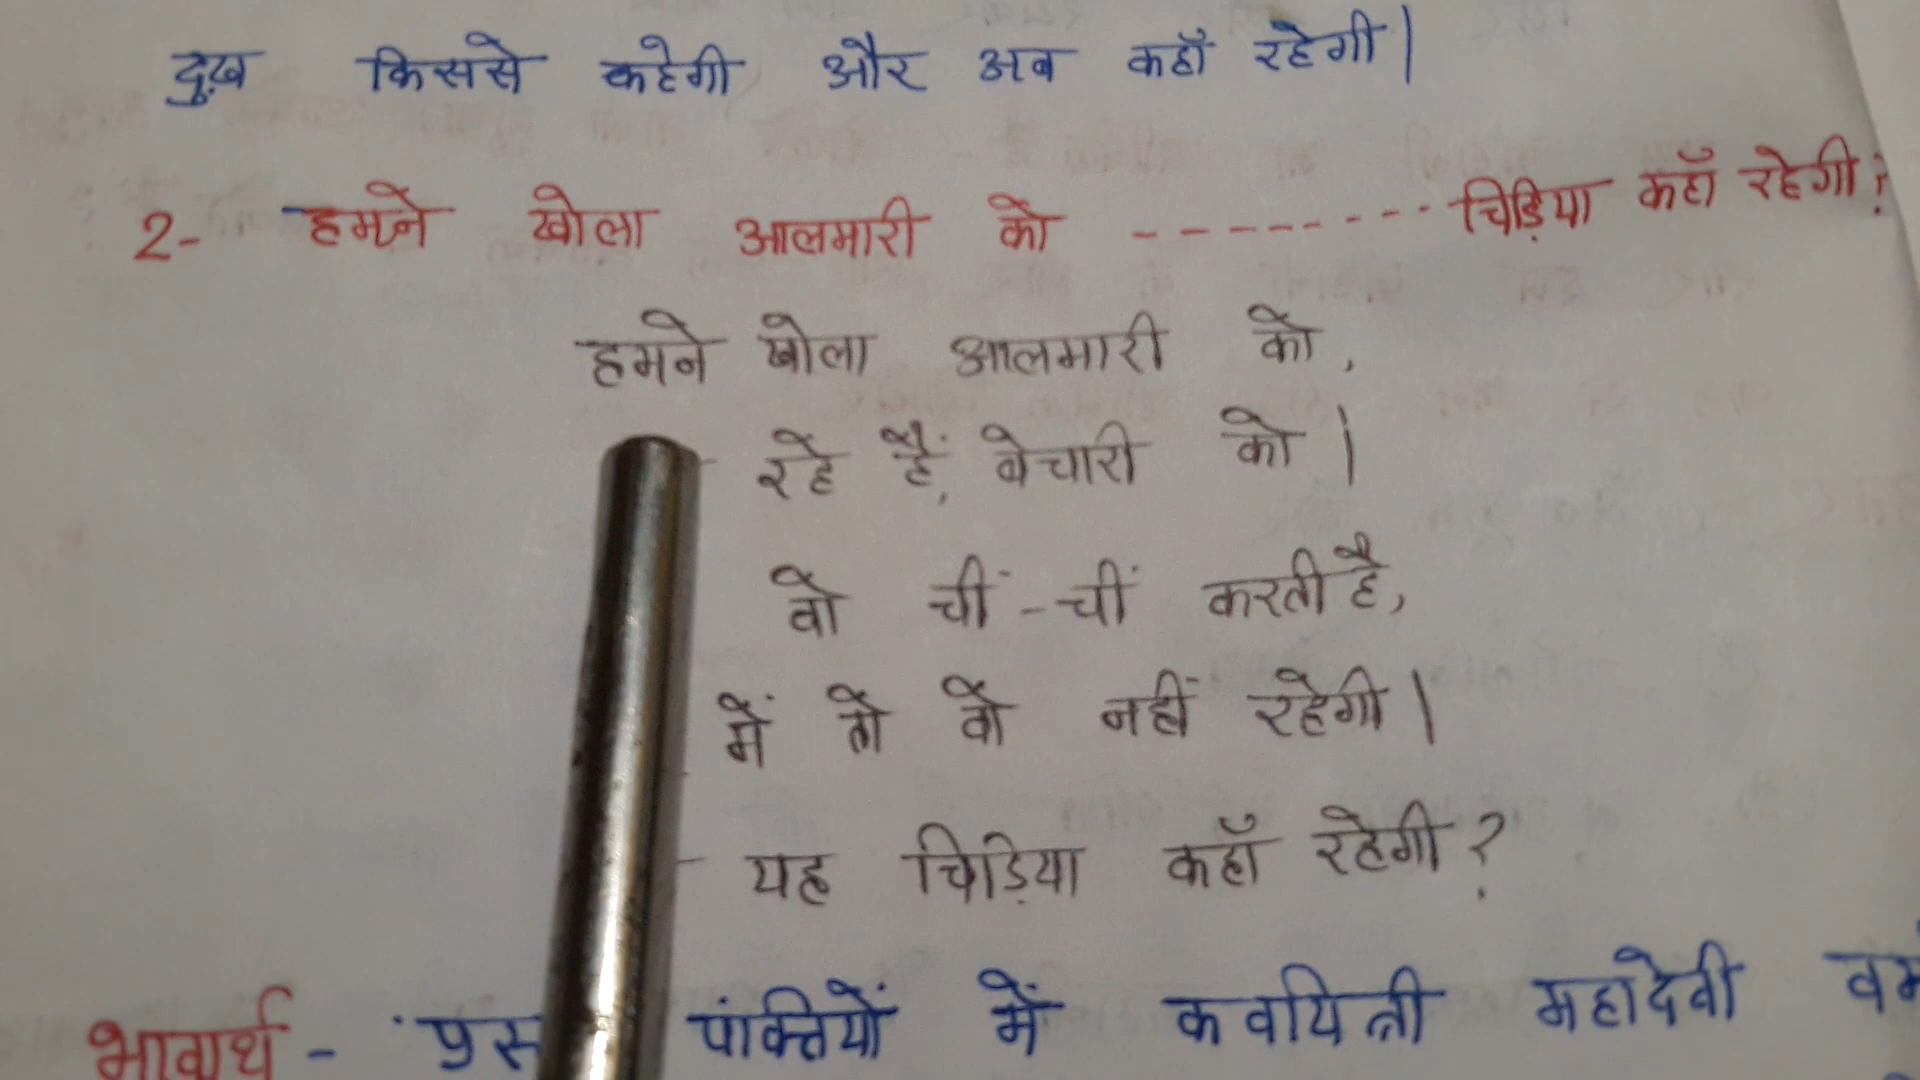 दुःख किससे कहेगी और अब कहाँ रहेगी|
2- हमने खोला आलमारी को --------- चिड़िया कहाँ रहेगी?
हमने खोला आलमारी को,
रहे हैं, बेचारी को |
वो चीं-चीं करती है,
में तो वो नहीं रहेगी |
यह चिड़िया कहाँ रहेगी ?
भावार्थ - पंक्तियों में कवयित्री महादेवी